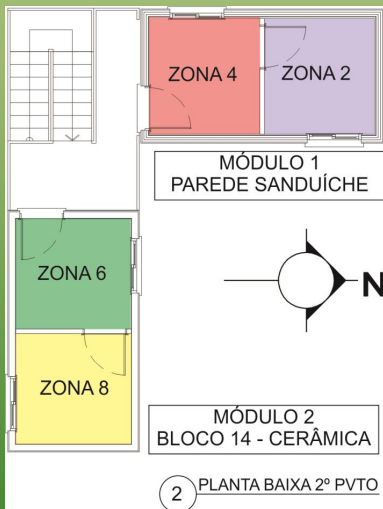 ZONA 4
ZONA 2
MÓDULO 1
PAREDE SANDUÍCHE
ZONA 6
N
ZONA 8
MÓDULO 2
BLOCO 14 - CERÂMICA
2 PLANTA BAIXA 2º PVTO